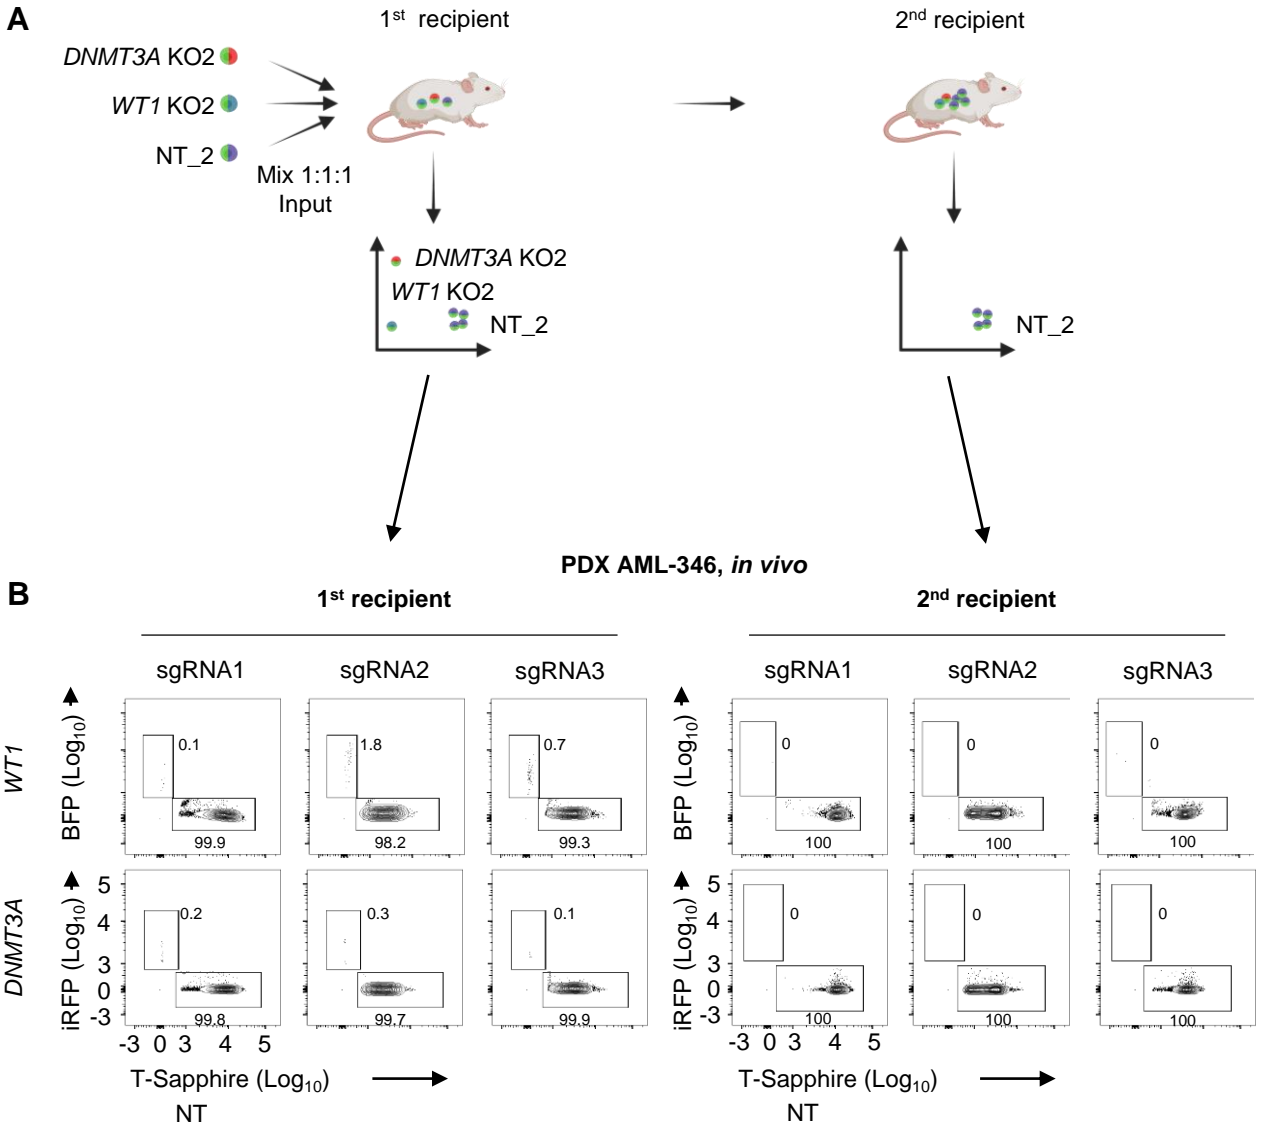 A
1st recipient
2nd recipient
DNMT3A KO2
WT1 KO2
NT_2
Mix 1:1:1
Input
DNMT3A KO2
WT1 KO2
NT_2
NT_2
PDX AML-346, in vivo
B
1st recipient
2nd recipient
sgRNA1
sgRNA2
sgRNA3
sgRNA1
sgRNA2
sgRNA3
WT1
BFP (Log10)
0.1
99.9
1.8
98.2
0.7
99.3
BFP (Log10)
0
100
0
100
0
100
DNMT3A
iRFP (Log10)
5
4
3
0
-3
0.2
99.8
0.3
99.7
0.1
99.9
iRFP (Log10)
5
4
3
0
-3
0
100
0
100
0
100
-3 0 3 4 5
-3 0 3 4 5
T-Sapphire (Log10)
T-Sapphire (Log10)
NT
NT